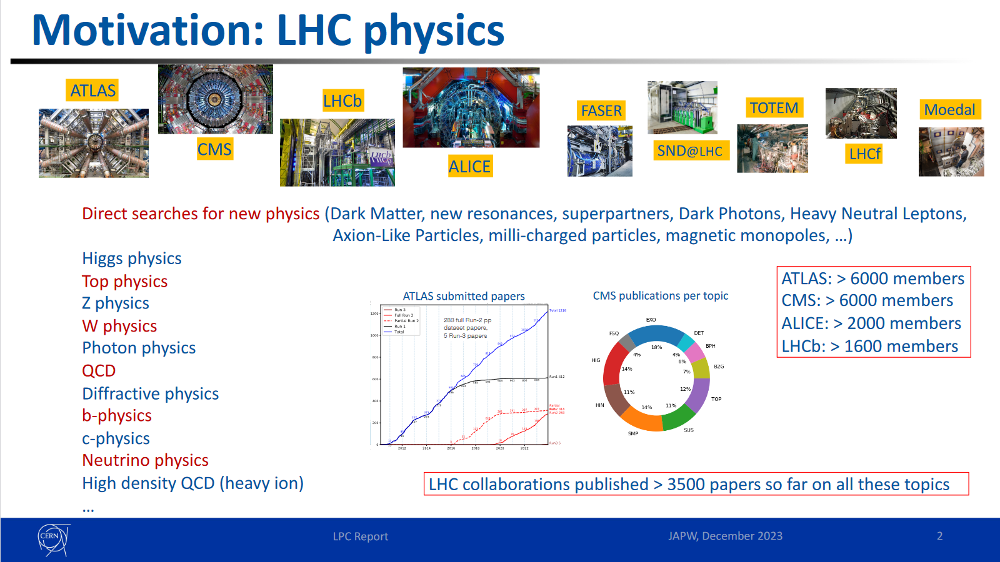 Motivation: LHC physics
ATLAS
CMS
LHCb
ALICE
FASER
SND@LHC
TOTEM
LHCf
Moedal
LHCb
LHCP
Direct searches for new physics (Dark Matter, new resonances, superpartners, Dark Photons, Heavy Neutral Leptons,
Axion-Like Particles, milli-charged particles, magnetic monopoles, …)
Higgs physics
Top physics
Z physics
W physics
Photon physics
QCD
Diffractive physics
b-physics
c-physics
Neutrino physics
High density QCD (heavy ion)
…
ATLAS submitted papers
Run 3
Full Run 2
Partial Run 2
Run 1
Total
283 full Run-2 pp
dataset papers,
5 Run-3 papers
Total 1218
Run1 612
Partial
Run2 316
Run2 283
Run3 5
1200
1000
800
600
400
200
0
2012 2014 2016 2018 2020 2022
CMS publications per topic
EXO
DET
BPH
B2G
TOP
SUS
SMP
HIN
HIG
FSQ
18%
4%
6%
7%
12%
11%
14%
11%
14%
4%
ATLAS: > 6000 members
CMS: > 6000 members
ALICE: > 2000 members
LHCb: > 1600 members
LHC collaborations published > 3500 papers so far on all these topics
CERN
LPC Report
JAPW, December 2023
2